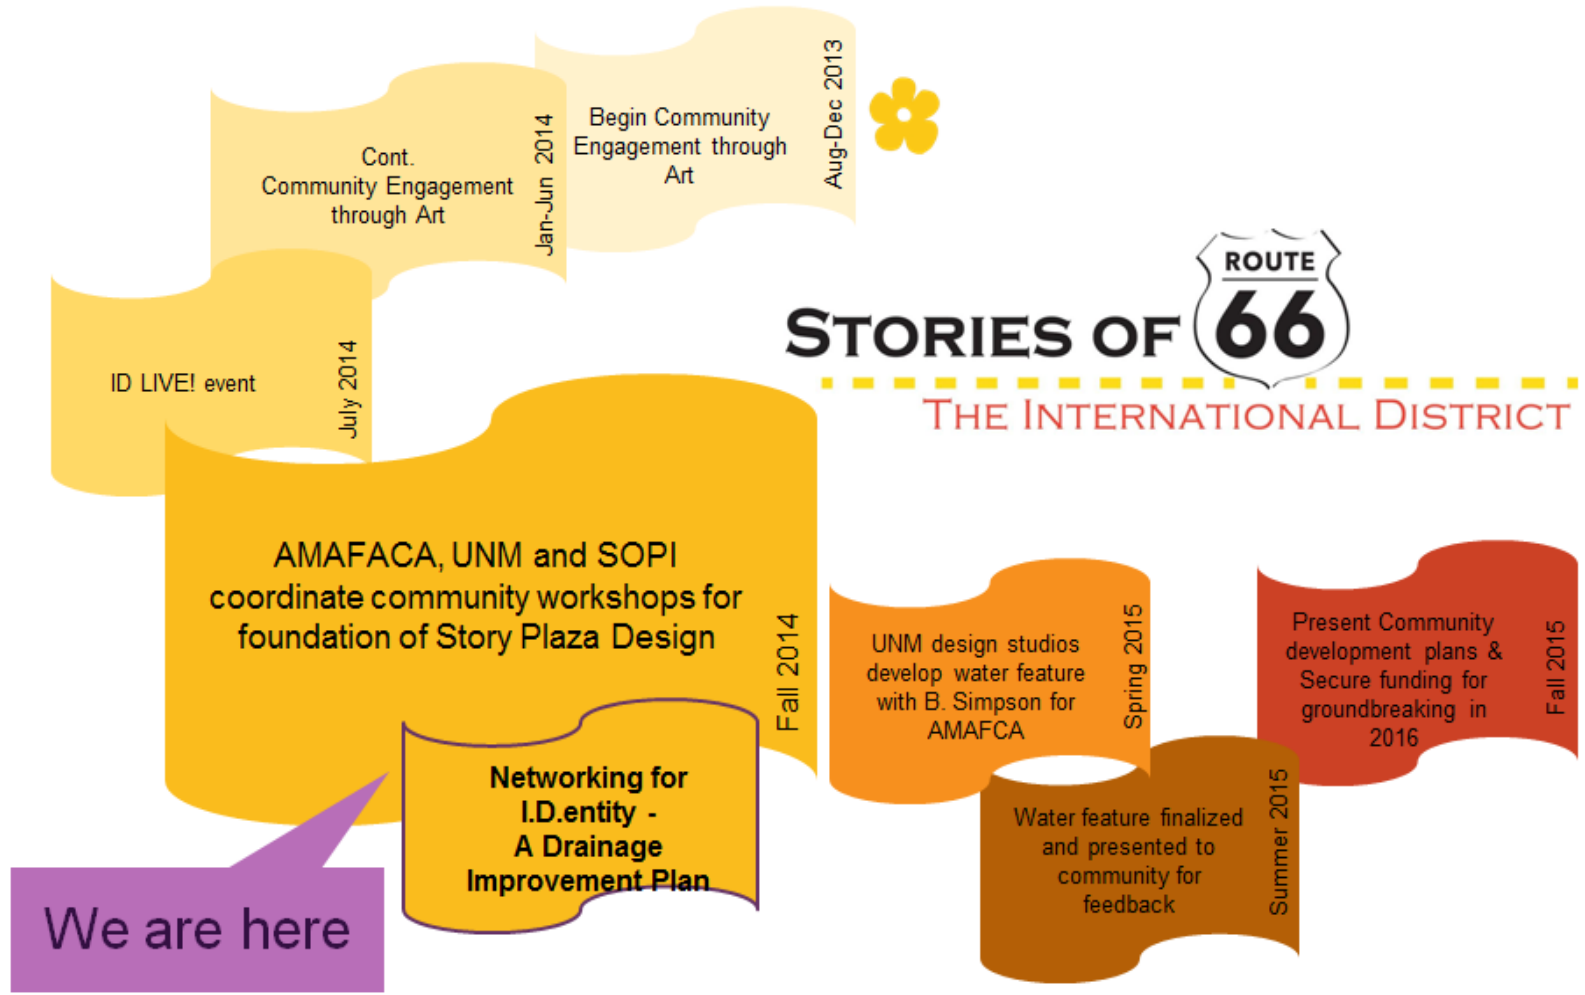 Begin Community
Engagement through
Art
Aug-Dec 2013
Cont.
Community Engagement
through Art
Jan-Jun 2014
ID LIVE! event
July 2014
ROUTE
66
STORIES OF
THE INTERNATIONAL DISTRICT
AMAFACA, UNM and SOPI
coordinate community workshops for
foundation of Story Plaza Design
Fall 2014
Networking for
I.D.entity -
A Drainage
Improvement Plan
We are here
UNM design studios
develop water feature
with B. Simpson for
AMAFCA
Spring 2015
Water feature finalized
and presented to
community for
feedback
Summer 2015
Present Community
development plans &
Secure funding for
groundbreaking in
2016
Fall 2015